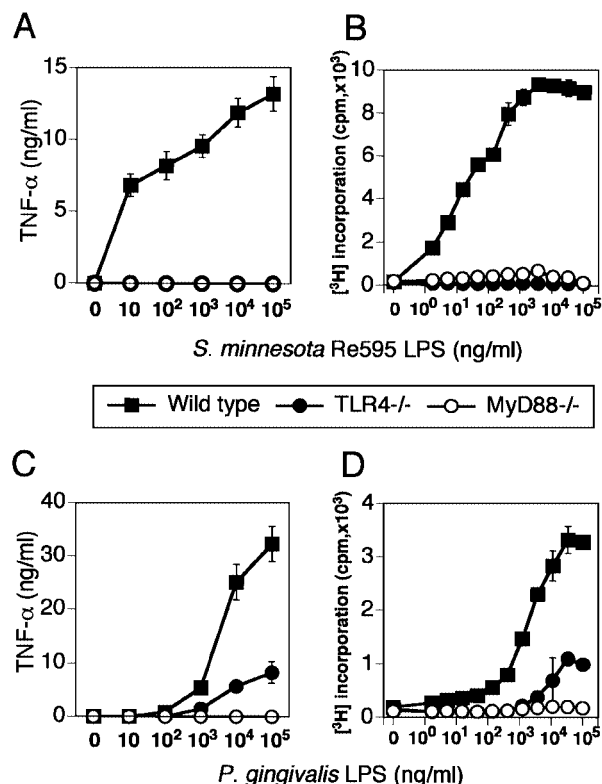 A
B
TNF-α (ng/ml)
15
10
5
0
0 10 10² 10³ 10⁴ 10⁵
[³H] incorporation (cpm,x10³)
10
8
6
4
2
0
0 10⁰ 10¹ 10² 10³ 10⁴ 10⁵
S. minnesota Re595 LPS (ng/ml)
Wild type TLR4-/- MyD88-/-
C
D
TNF-α (ng/ml)
40
30
20
10
0
0 10 10² 10³ 10⁴ 10⁵
[³H] incorporation (cpm,x10³)
4
3
2
1
0
0 10⁰ 10¹ 10² 10³ 10⁴ 10⁵
P. gingivalis LPS (ng/ml)